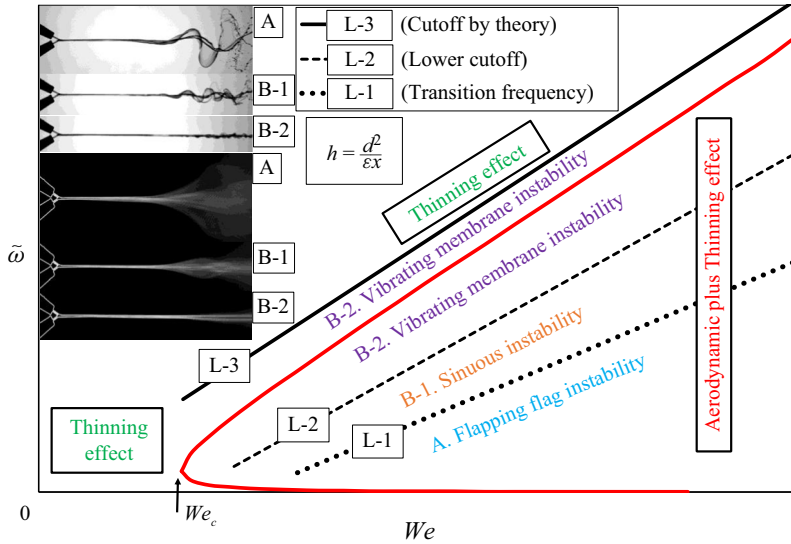 A
B-1
B-2
A
B-1
B-2
L-3 (Cutoff by theory)
L-2 (Lower cutoff)
L-1 (Transition frequency)
h = d²/εx
Thinning effect
B-2. Vibrating membrane instability
B-2. Vibrating membrane instability
B-1. Sinuous instability
A. Flapping flag instability
Aerodynamic plus Thinning effect
L-3
L-2
L-1
Thinning
effect
ω̃
0
We_c
We